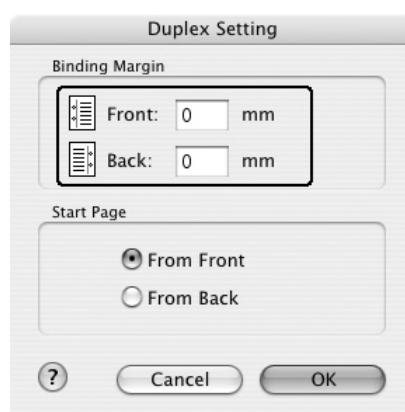 Duplex Setting
Binding Margin
Front: 0 mm
Back: 0 mm
Start Page
From Front
From Back
? Cancel OK